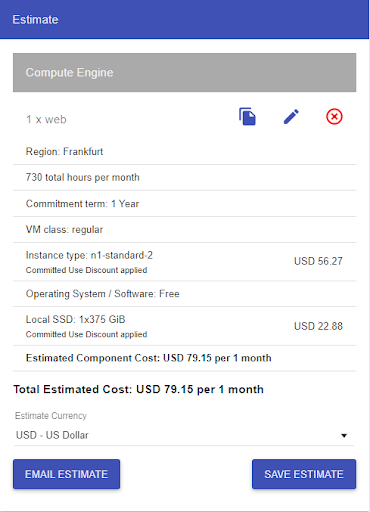 Estimate
Compute Engine
1 x web
Region: Frankfurt
730 total hours per month
Commitment term: 1 Year
VM class: regular
Instance type: n1-standard-2
USD 56.27
Committed Use Discount applied
Operating System / Software: Free
Local SSD: 1x375 GiB
USD 22.88
Committed Use Discount applied
Estimated Component Cost: USD 79.15 per 1 month
Total Estimated Cost: USD 79.15 per 1 month
Estimate Currency
USD - US Dollar
EMAIL ESTIMATE
SAVE ESTIMATE